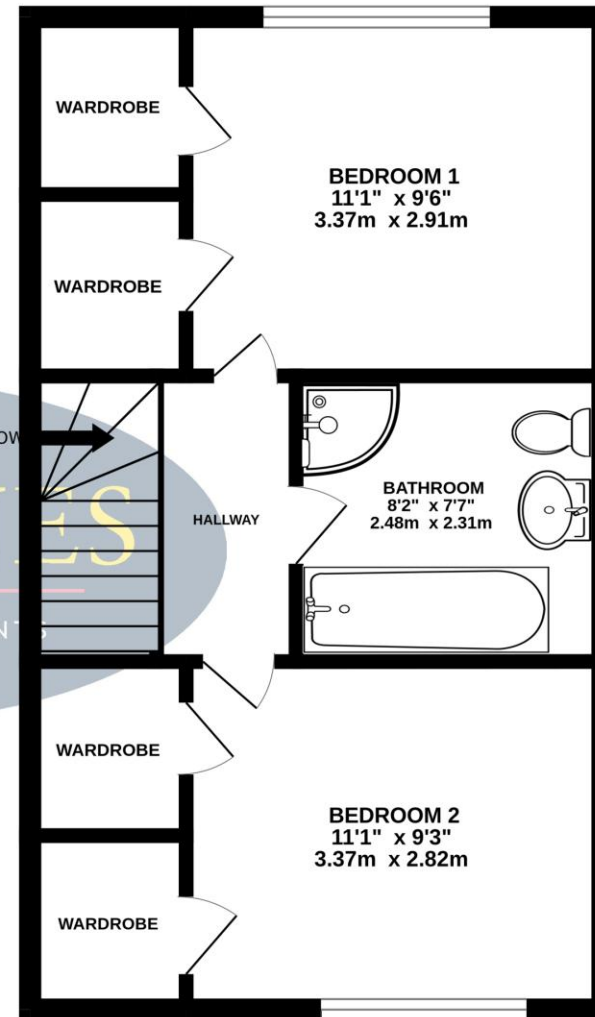 WARDROBE
BEDROOM 1
11'1" x 9'6"
3.37m x 2.91m
WARDROBE
BATHROOM
8'2" x 7'7"
2.48m x 2.31m
HALLWAY
WARDROBE
BEDROOM 2
11'1" x 9'3"
3.37m x 2.82m
WARDROBE